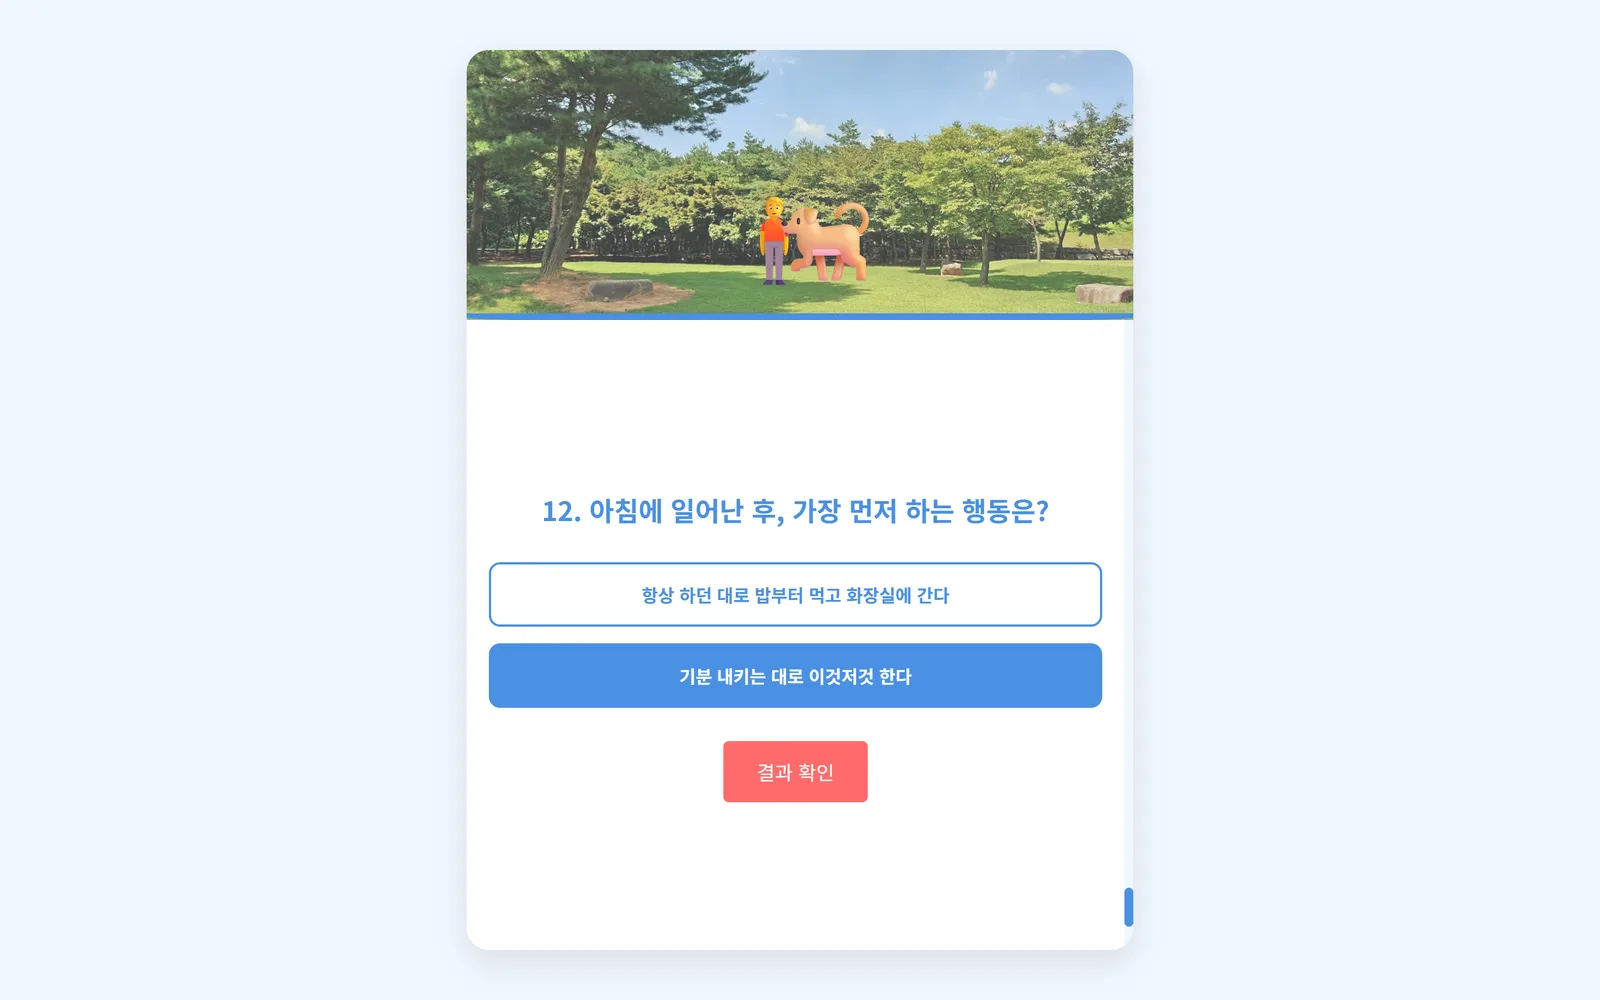 12. 아침에 일어난 후, 가장 먼저 하는 행동은?
항상 하던 대로 밥부터 먹고 화장실에 간다
기분 내키는 대로 이것저것 한다
결과 확인